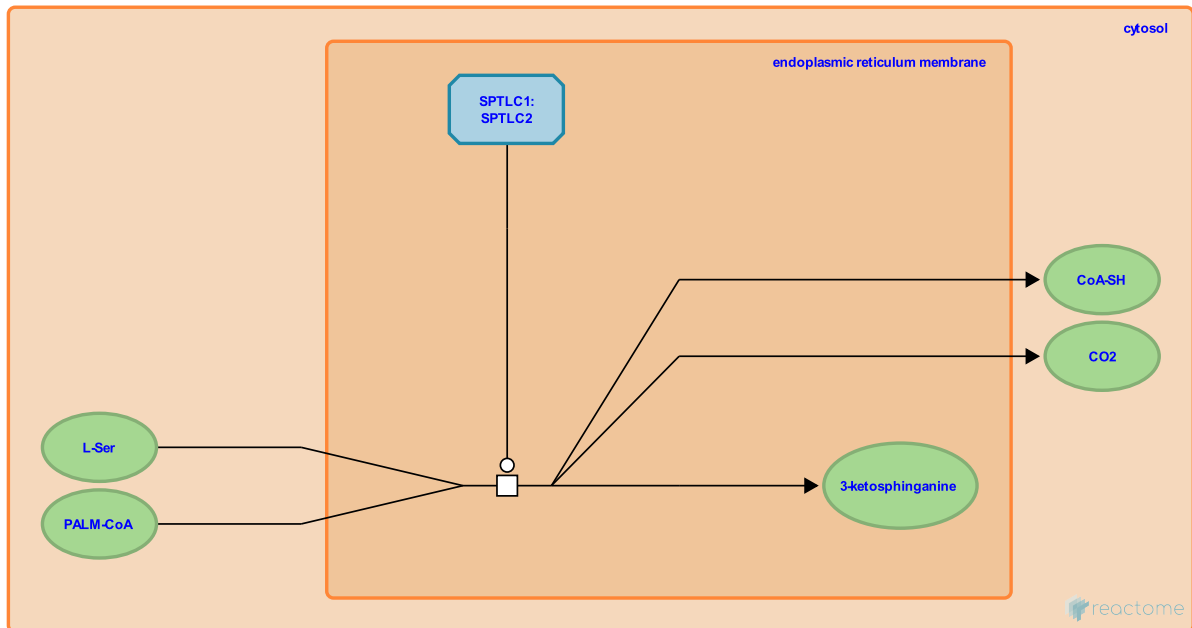 cytosol
endoplasmic reticulum membrane
SPTLC1:
SPTLC2
CoA-SH
CO2
L-Ser
3-ketosphinganine
PALM-CoA
reactome